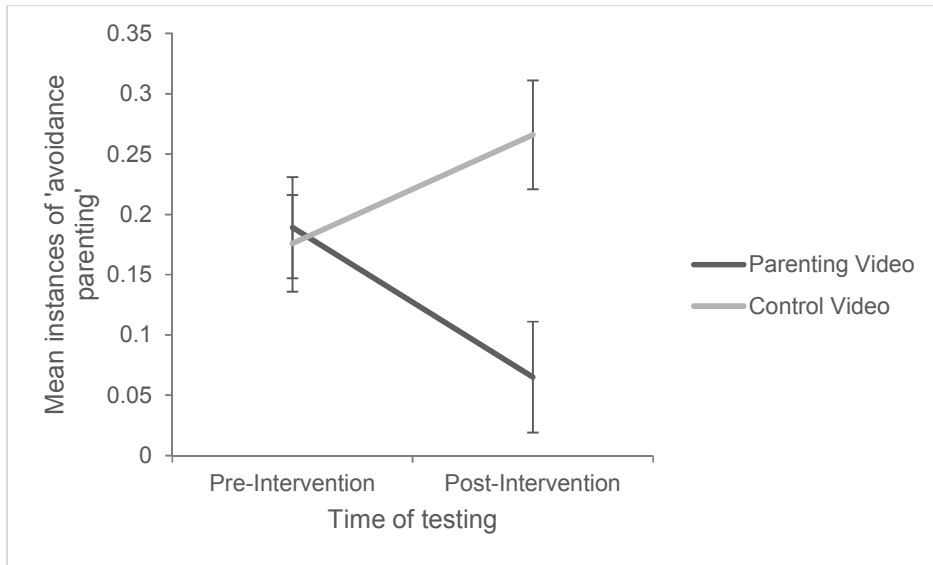 Mean instances of 'avoidance
parenting'
0.35
0.3
0.25
0.2
0.15
0.1
0.05
0
Pre-Intervention
Post-Intervention
Time of testing
Parenting Video
Control Video